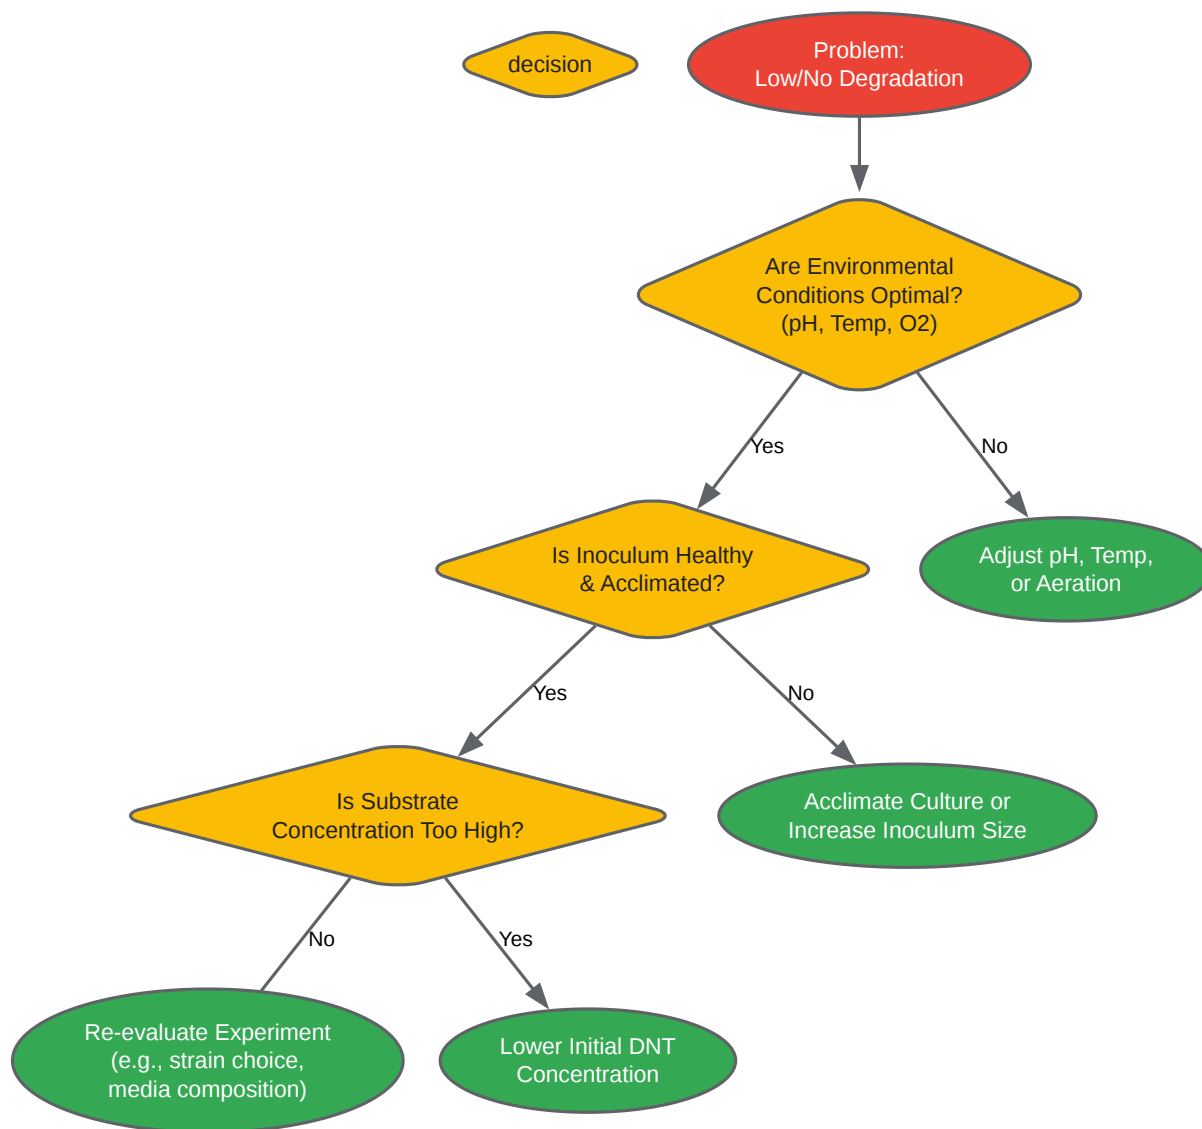 decision
Problem:
Low/No Degradation
Are Environmental
Conditions Optimal?
(pH, Temp, O2)
Yes
No
Is Inoculum Healthy
& Acclimated?
Adjust pH, Temp,
or Aeration
Yes
No
Is Substrate
Concentration Too High?
Acclimate Culture or
Increase Inoculum Size
No
Yes
Re-evaluate Experiment
(e.g., strain choice,
media composition)
Lower Initial DNT
Concentration